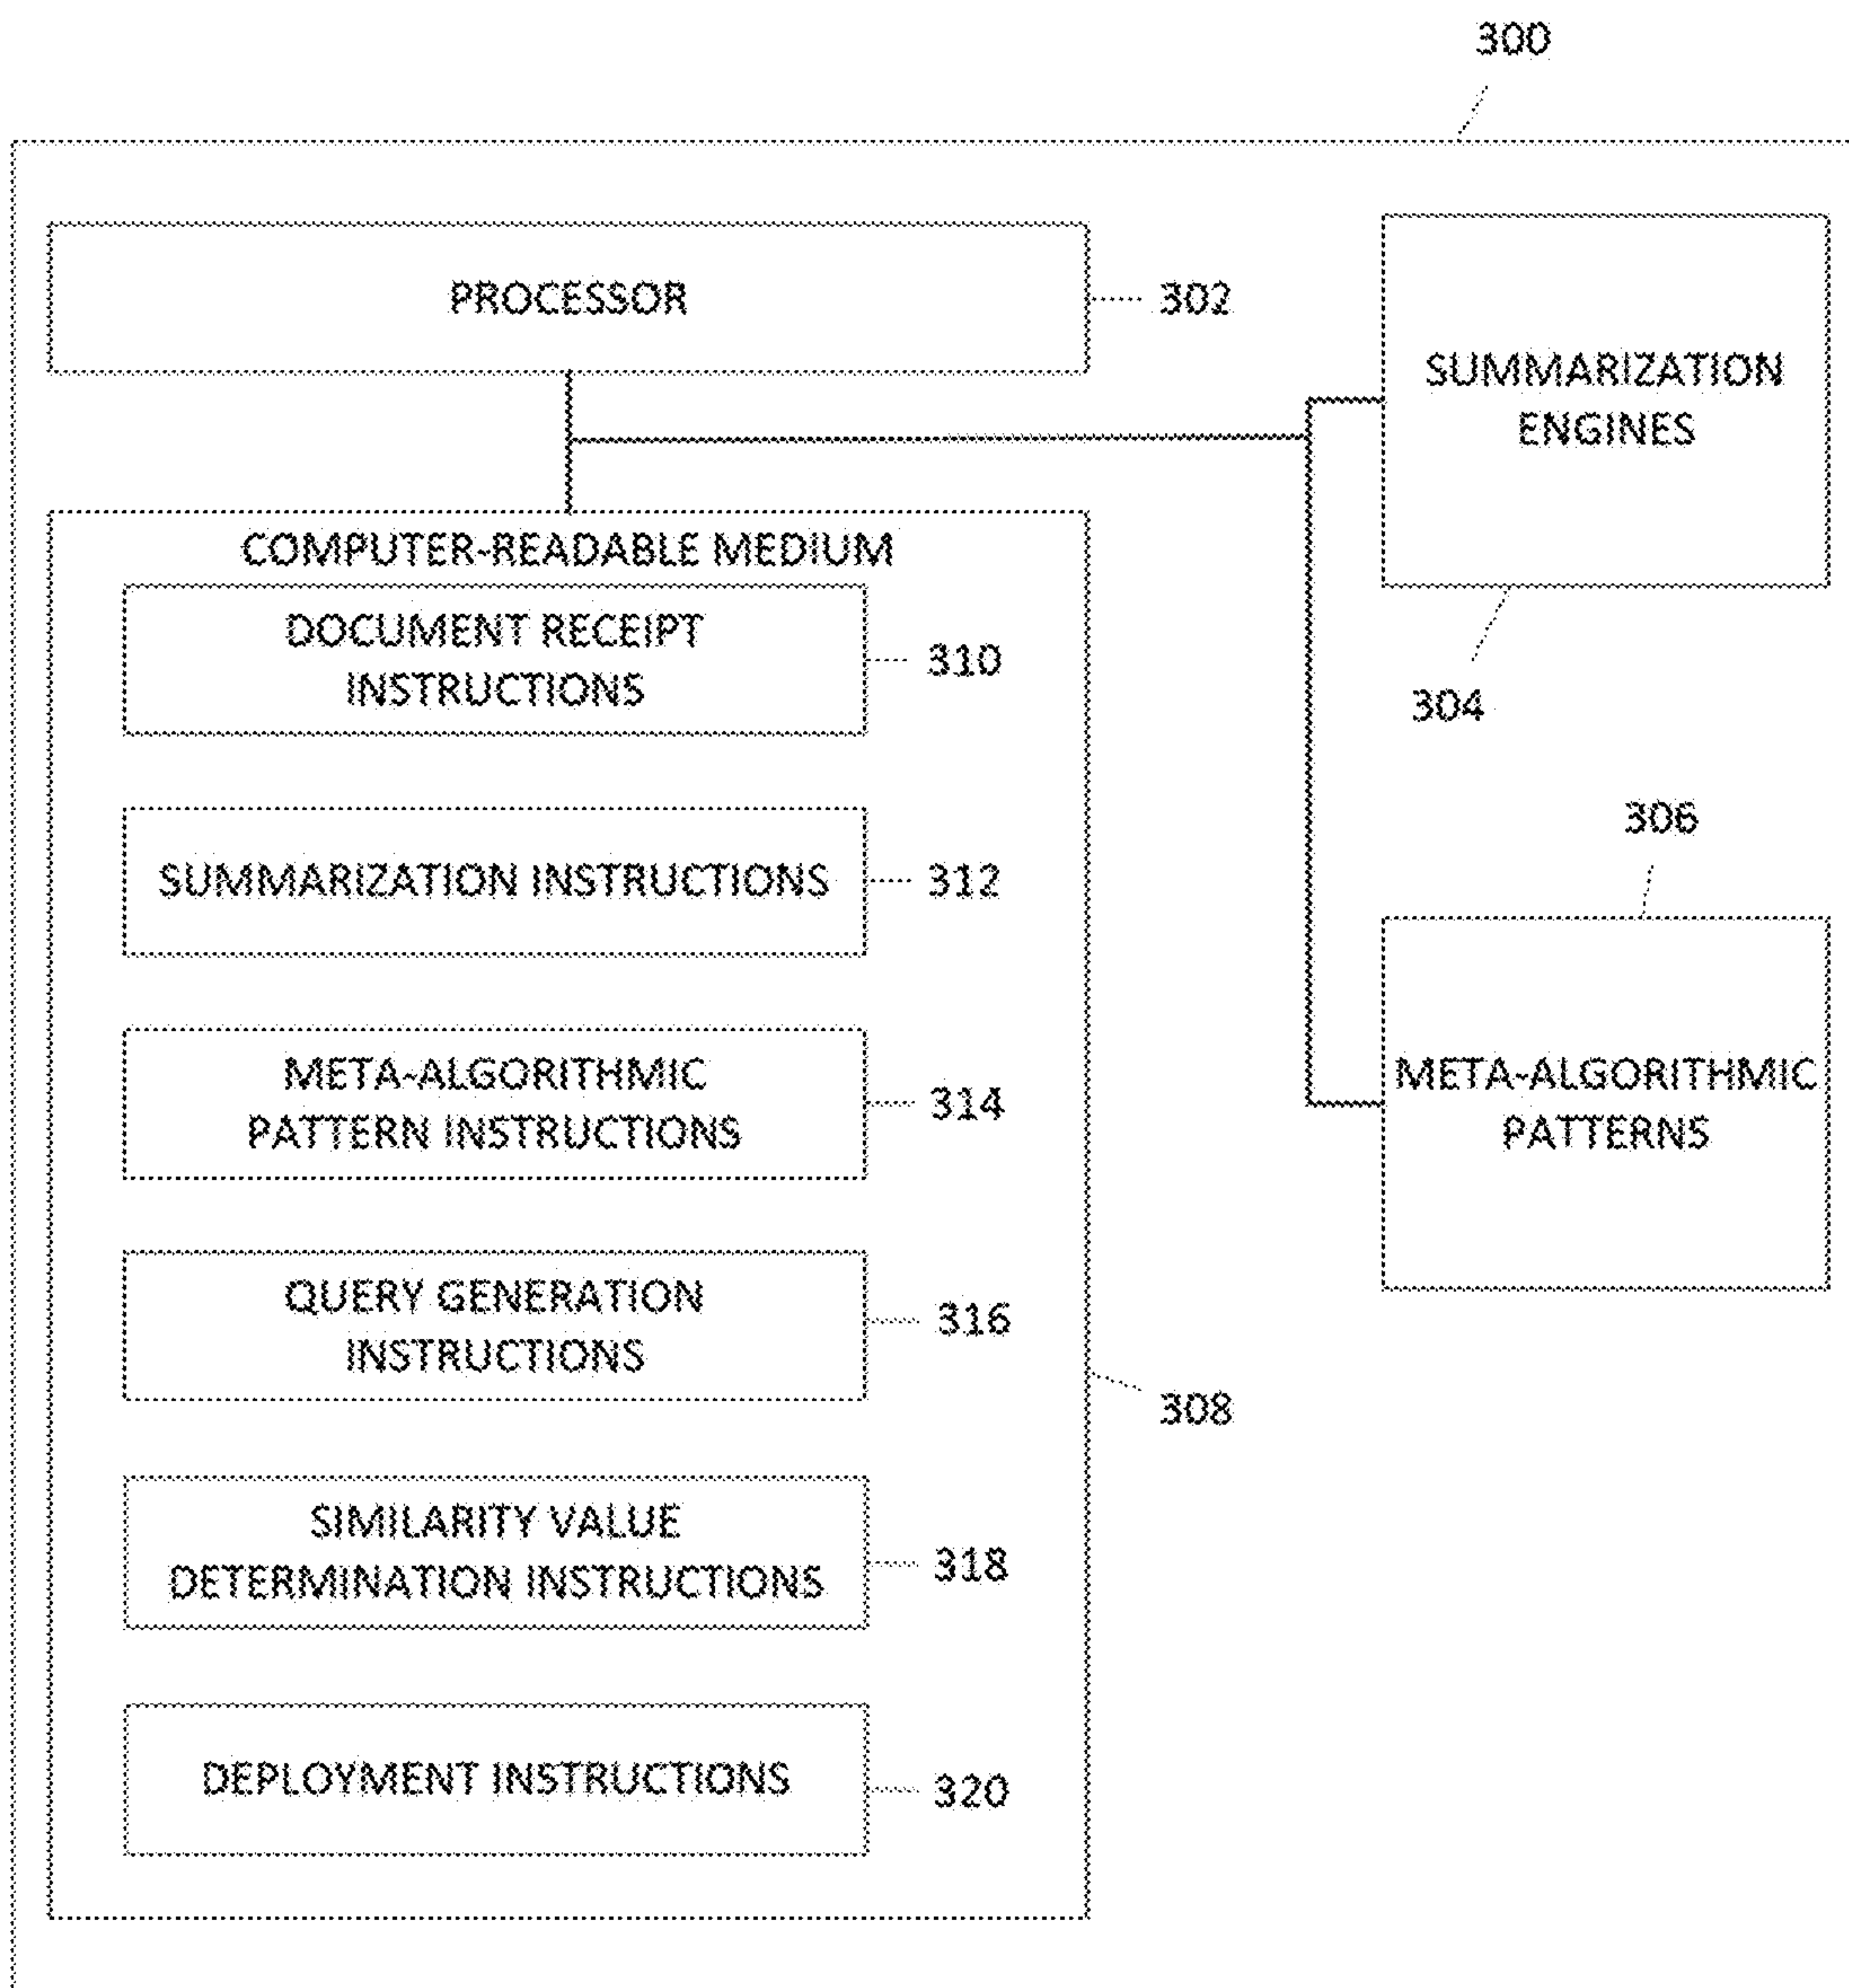 300
PROCESSOR
302
SUMMARIZATION
ENGINES
304
COMPUTER-READABLE MEDIUM
DOCUMENT RECEIPT
INSTRUCTIONS
310
SUMMARIZATION INSTRUCTIONS
312
META-ALGORITHMIC
PATTERN INSTRUCTIONS
314
QUERY GENERATION
INSTRUCTIONS
316
SIMILARITY VALUE
DETERMINATION INSTRUCTIONS
318
DEPLOYMENT INSTRUCTIONS
320
308
306
META-ALGORITHMIC
PATTERNS